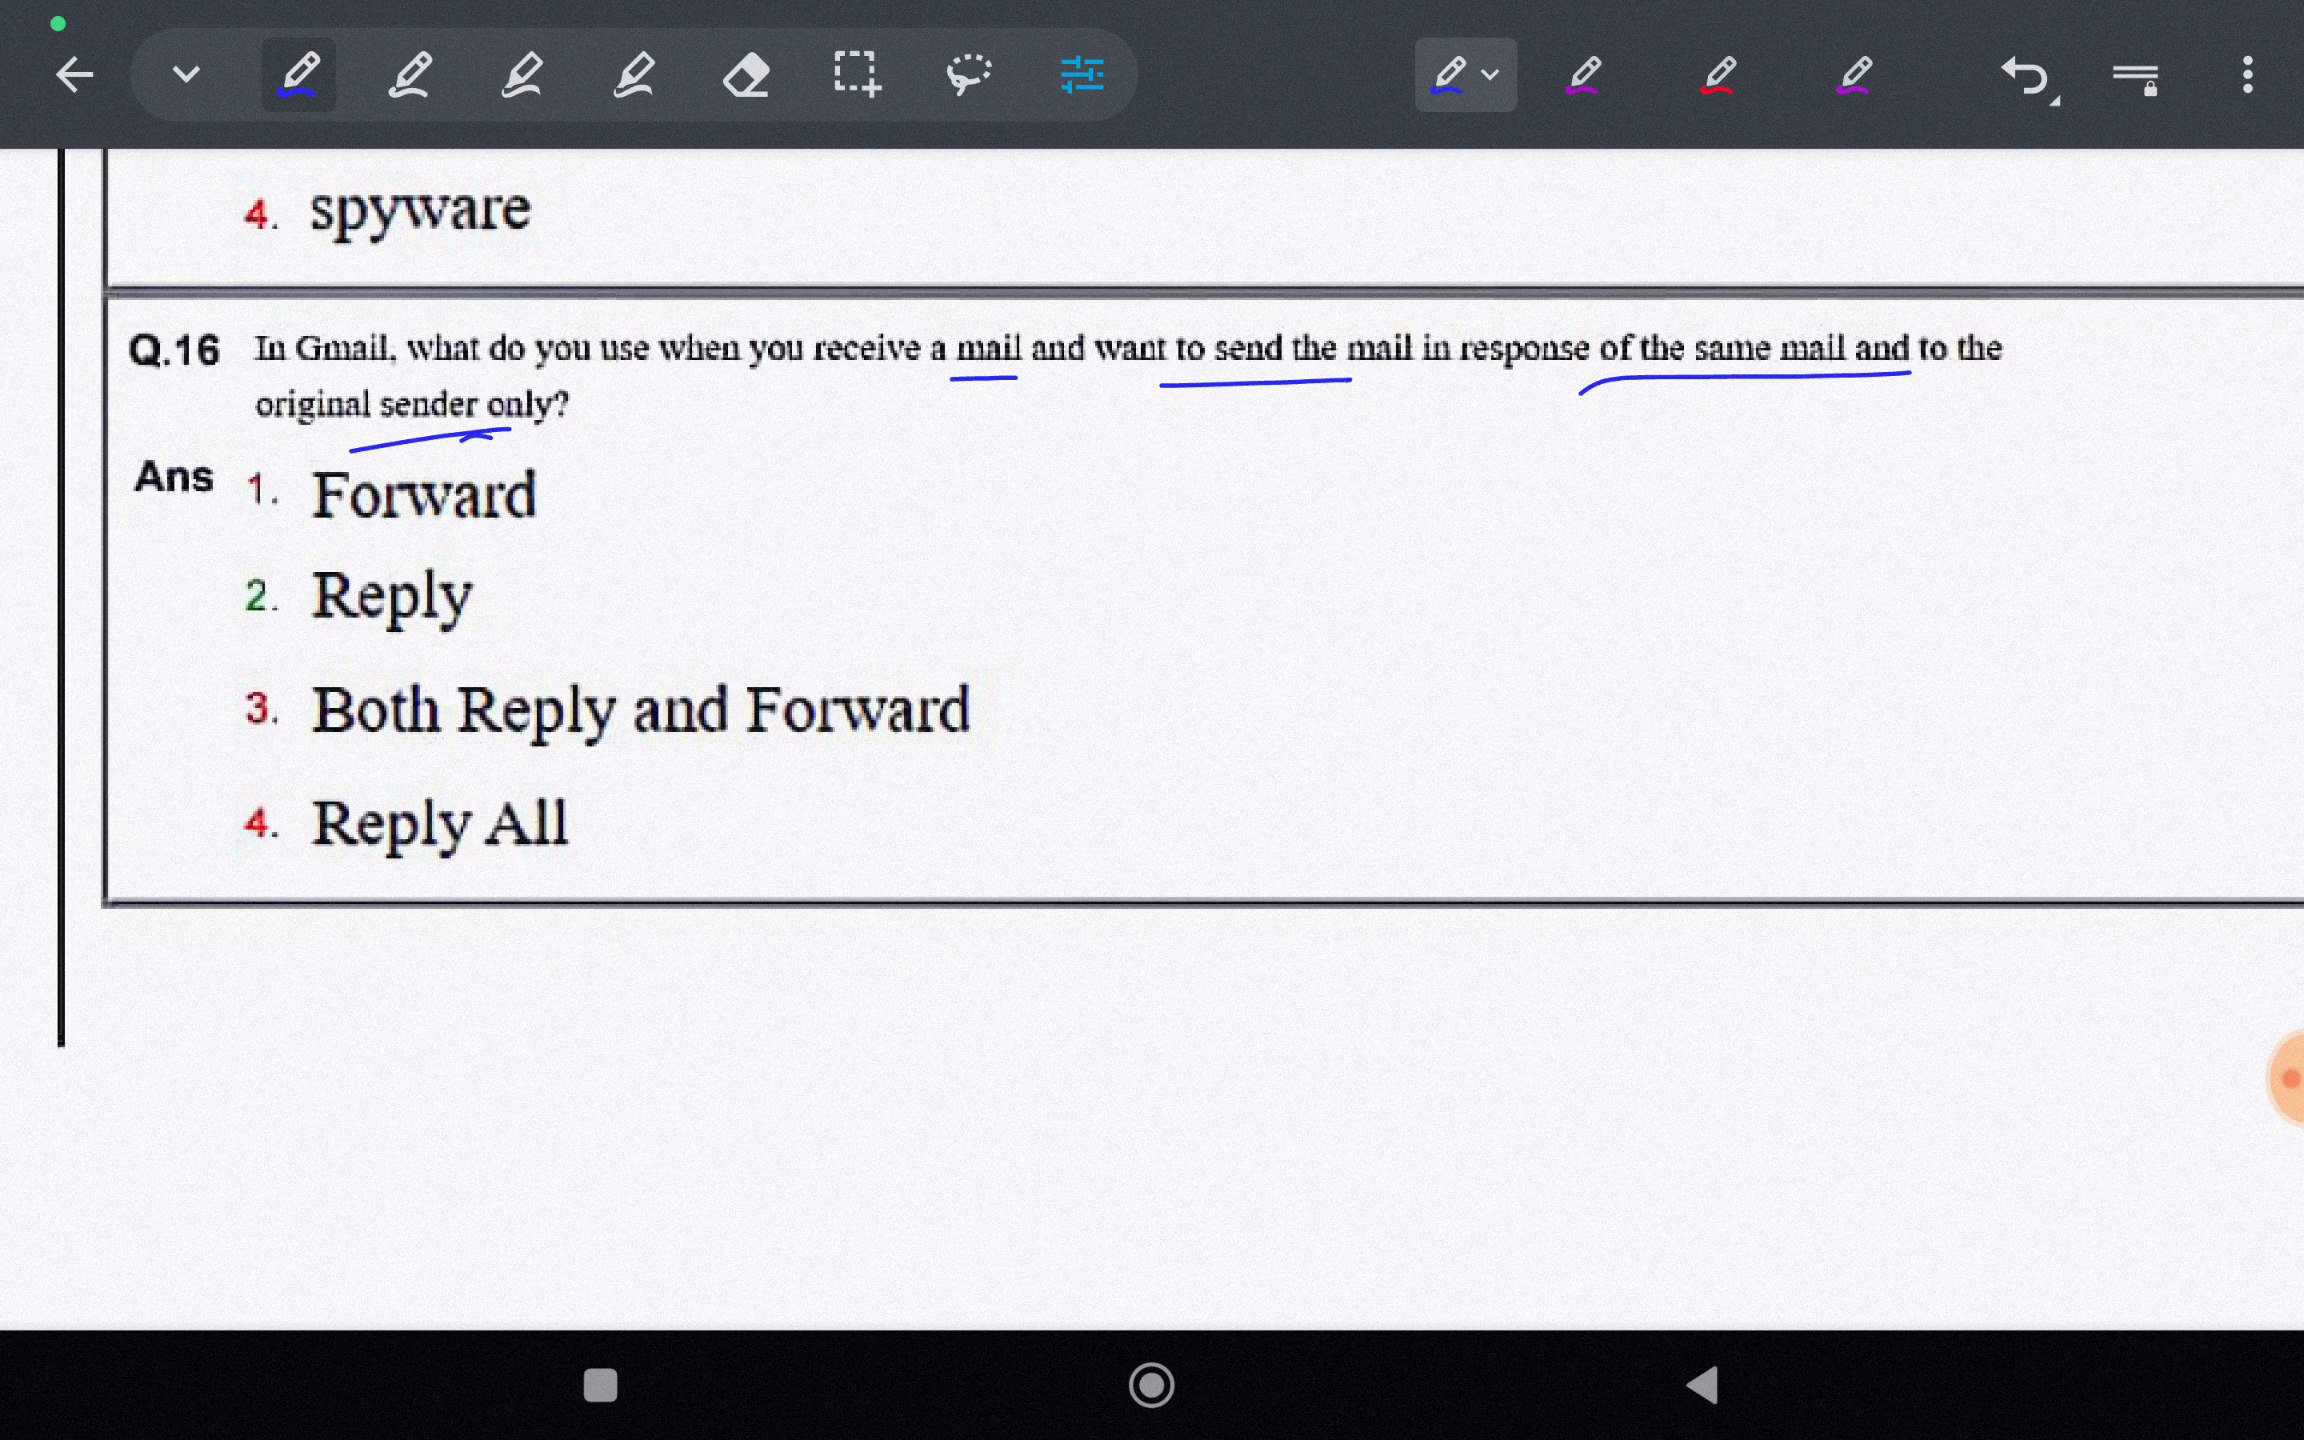 4. spyware
Q.16 In Gmail, what do you use when you receive a mail and want to send the mail in response of the same mail and to the
original sender only?
Ans 1. Forward
2. Reply
3. Both Reply and Forward
4. Reply All